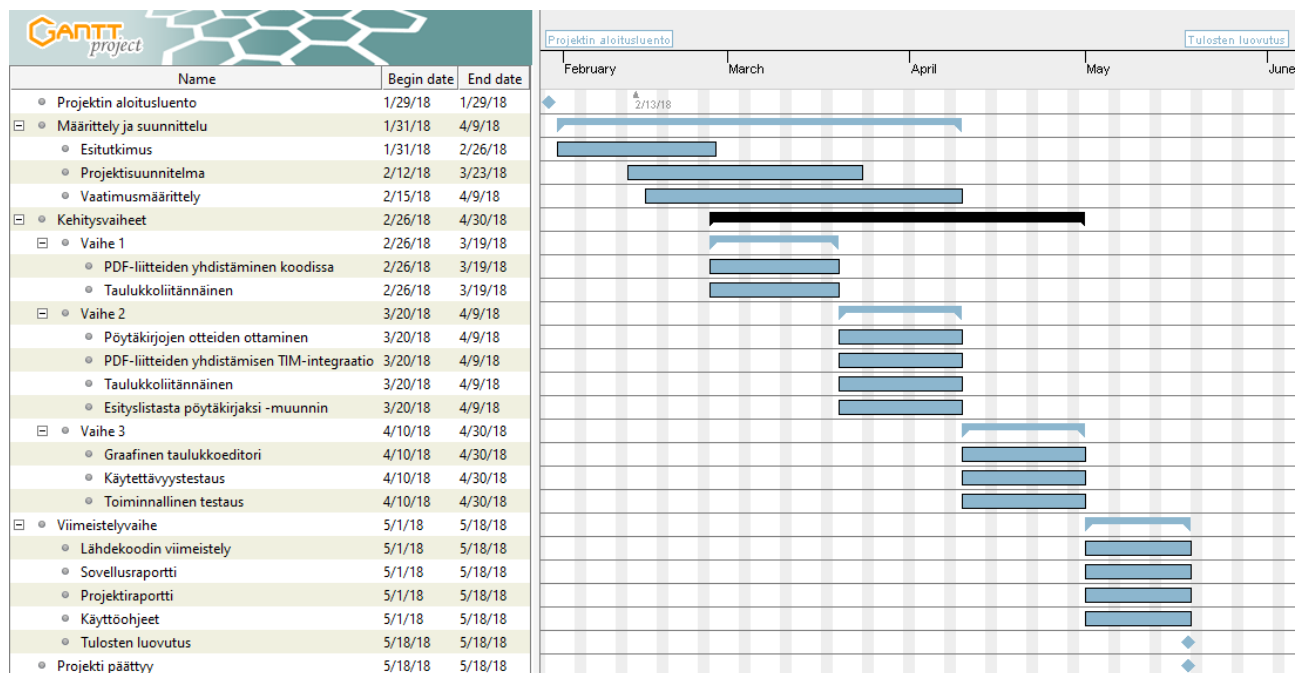 GANTT
project
Projektin aloitusluento Tulosten luovutus
Name Begin date End date
February March April May June
Projektin aloitusluento 1/29/18 1/29/18 2/13/18
Määrittely ja suunnittelu 1/31/18 4/9/18
Esitutkimus 1/31/18 2/26/18
Projektisuunnitelma 2/12/18 3/23/18
Vaatimusmäärittely 2/15/18 4/9/18
Kehitysvaiheet 2/26/18 4/30/18
Vaihe 1 2/26/18 3/19/18
PDF-liitteiden yhdistäminen koodissa 2/26/18 3/19/18
Taulukkoliitännäinen 2/26/18 3/19/18
Vaihe 2 3/20/18 4/9/18
Pöytäkirjojen otteiden ottaminen 3/20/18 4/9/18
PDF-liitteiden yhdistämisen TIM-integraatio 3/20/18 4/9/18
Taulukkoliitännäinen 3/20/18 4/9/18
Esityslistasta pöytäkirjaksi -muunnin 3/20/18 4/9/18
Vaihe 3 4/10/18 4/30/18
Graafinen taulukkoeditori 4/10/18 4/30/18
Käytettävyystestaus 4/10/18 4/30/18
Toiminnallinen testaus 4/10/18 4/30/18
Viimeistelyvaihe 5/1/18 5/18/18
Lähdekoodin viimeistely 5/1/18 5/18/18
Sovellusraportti 5/1/18 5/18/18
Projektiraportti 5/1/18 5/18/18
Käyttöohjeet 5/1/18 5/18/18
Tulosten luovutus 5/18/18 5/18/18
Projekti päättyy 5/18/18 5/18/18